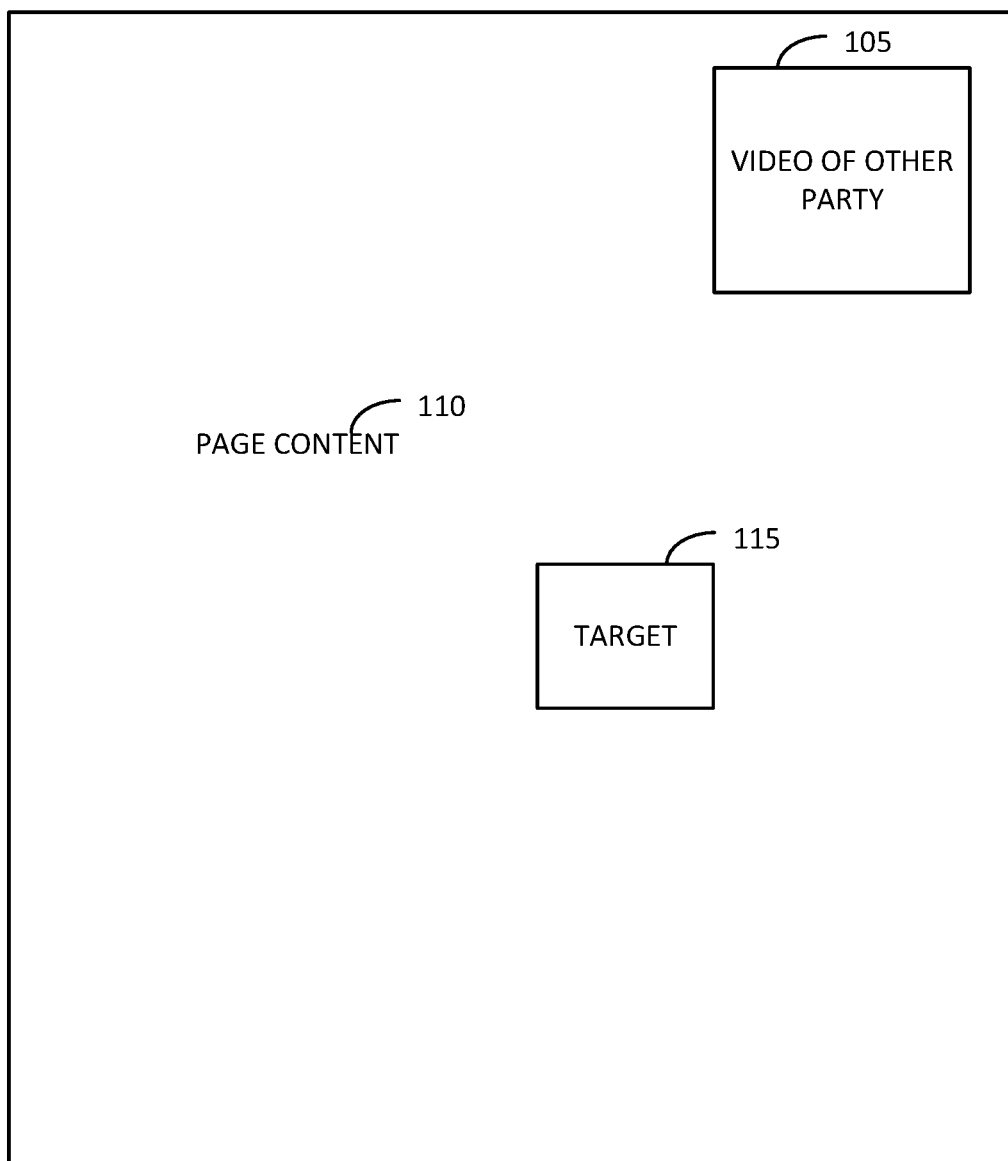 105
VIDEO OF OTHER
PARTY
110
PAGE CONTENT
115
TARGET